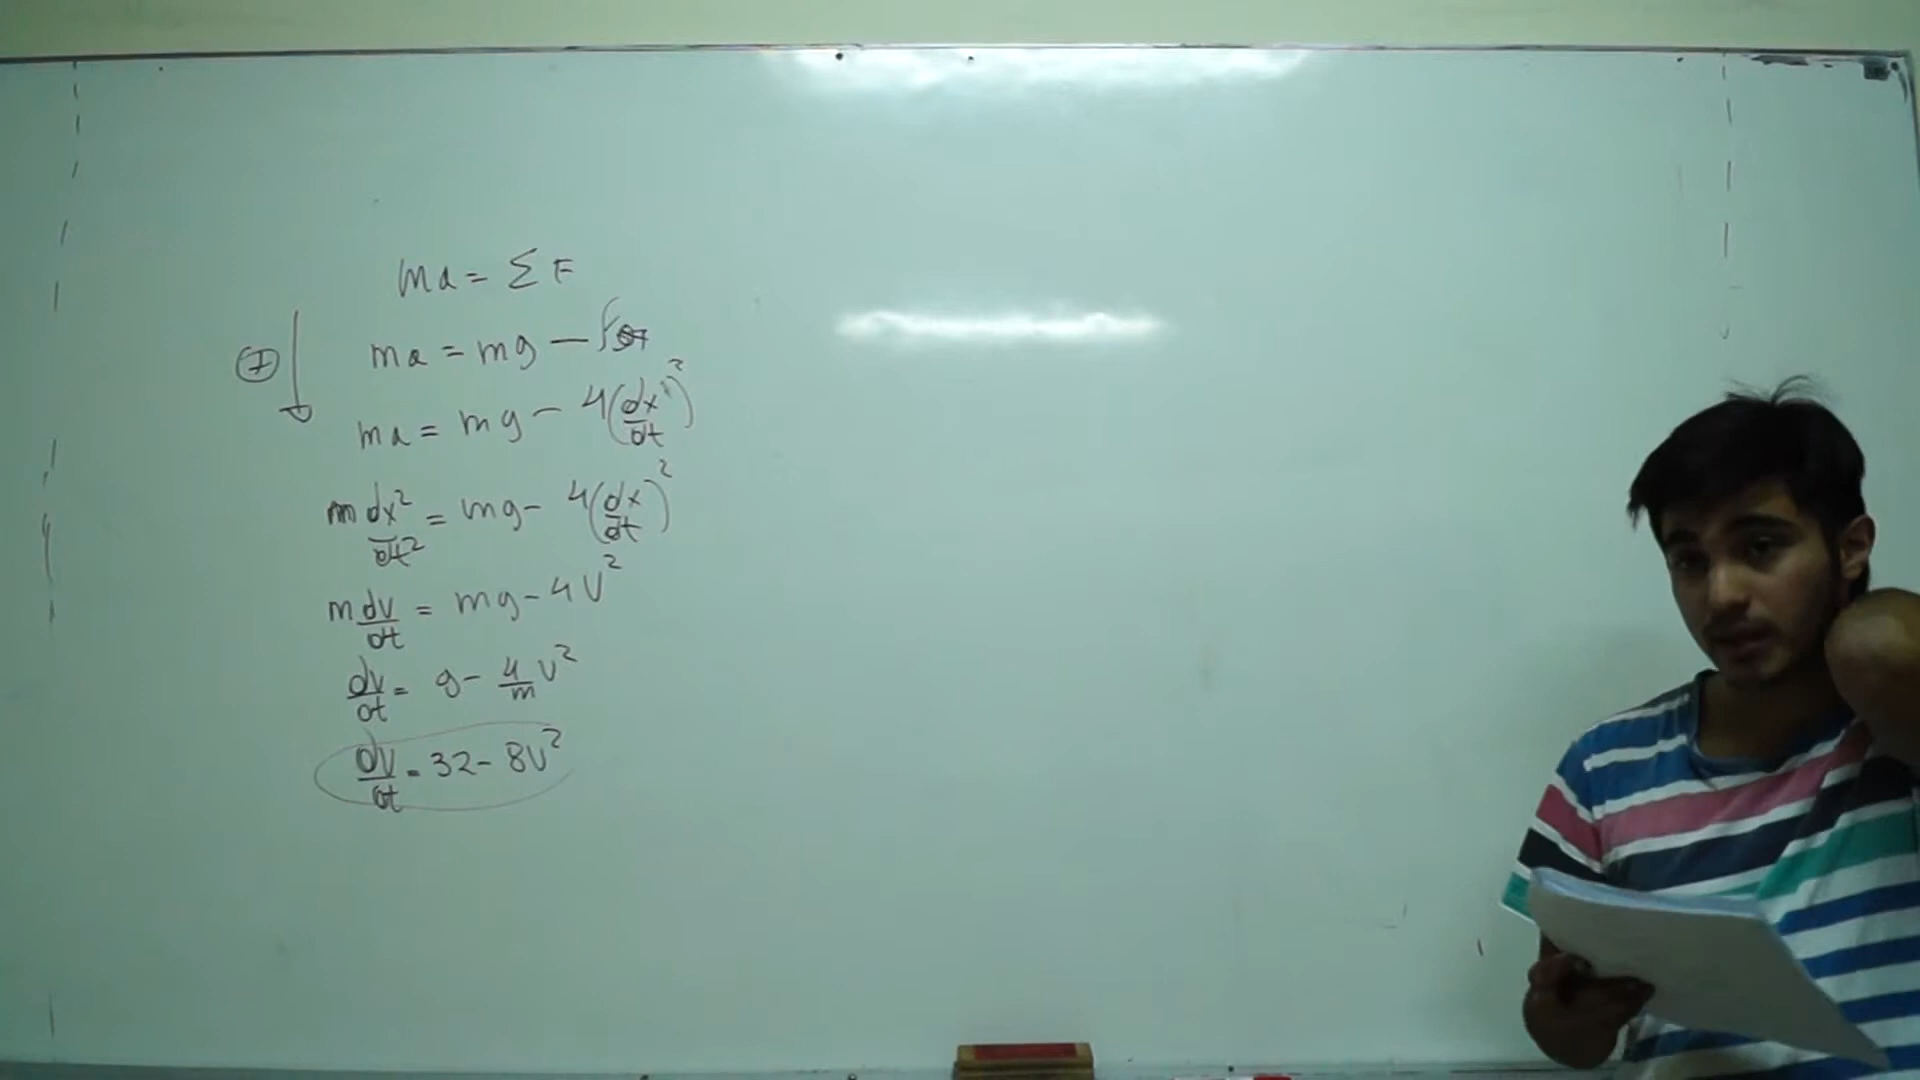 ma = Σ F
+ ma = mg - f
ma = mg - 4(dx/dt)²
m dx²/dt² = mg - 4(dx/dt)²
m dv/dt = mg - 4V²
dv/dt = g - 4/m v²
dv/dt = 32 - 8V²